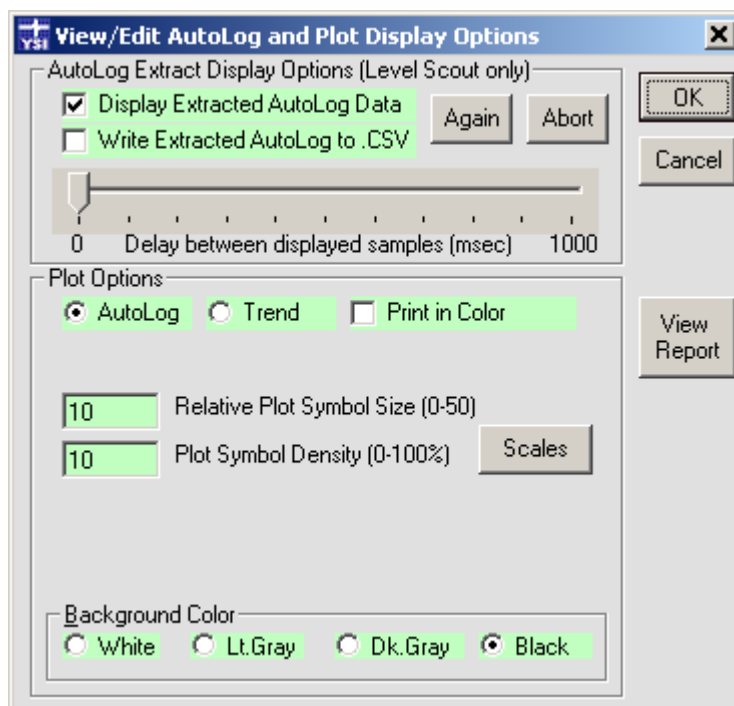 YSI View/Edit AutoLog and Plot Display Options
AutoLog Extract Display Options (Level Scout only)
Display Extracted AutoLog Data
Write Extracted AutoLog to .CSV
Again
Abort
0 Delay between displayed samples (msec) 1000
OK
Cancel
View
Report
Plot Options
AutoLog Trend Print in Color
10 Relative Plot Symbol Size (0-50)
10 Plot Symbol Density (0-100%)
Scales
Background Color
White Lt.Gray Dk.Gray Black